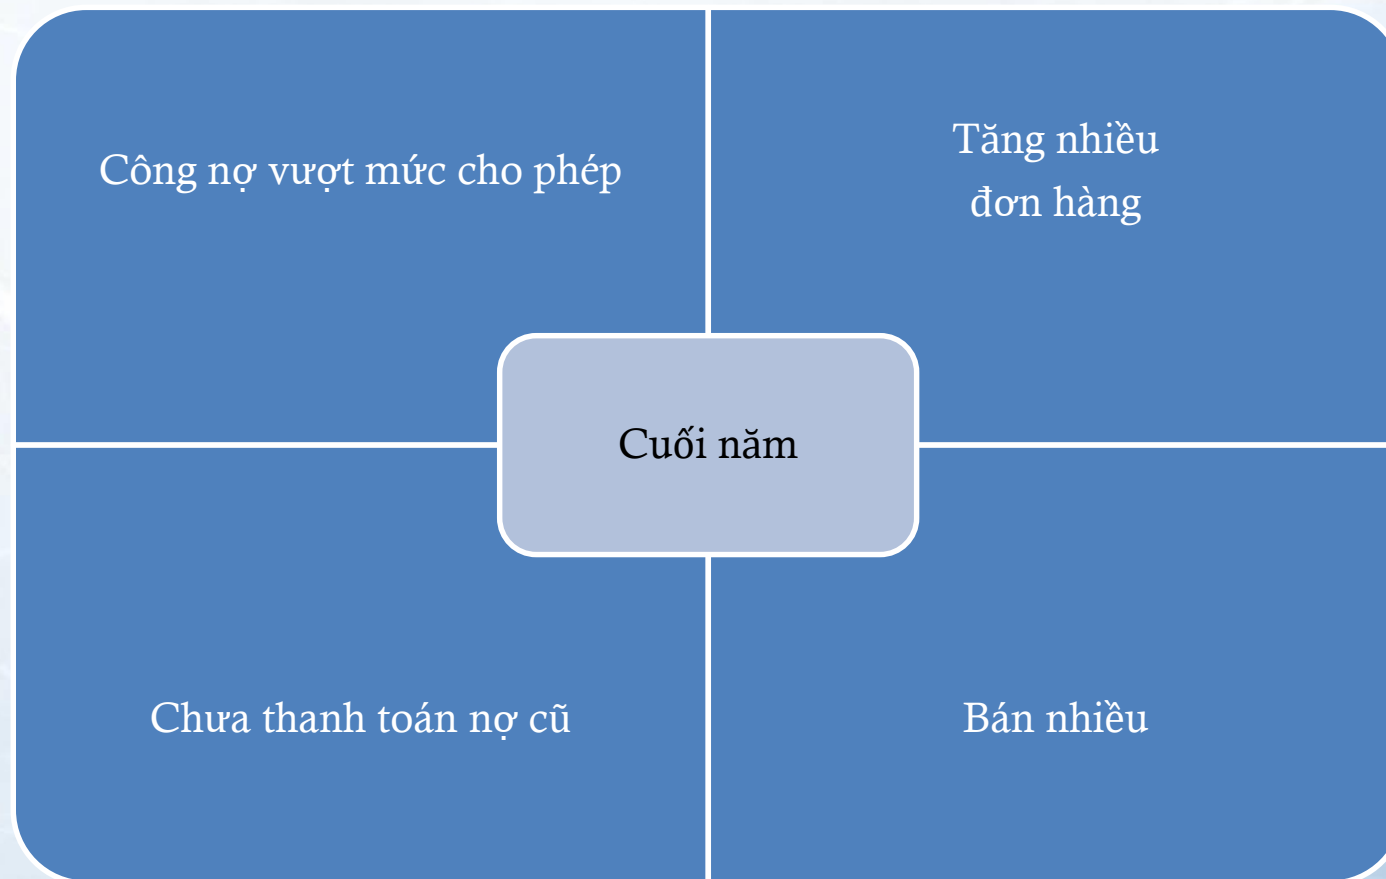 Công nợ vượt mức cho phép
Tăng nhiều
đơn hàng
Cuối năm
Chưa thanh toán nợ cũ
Bán nhiều